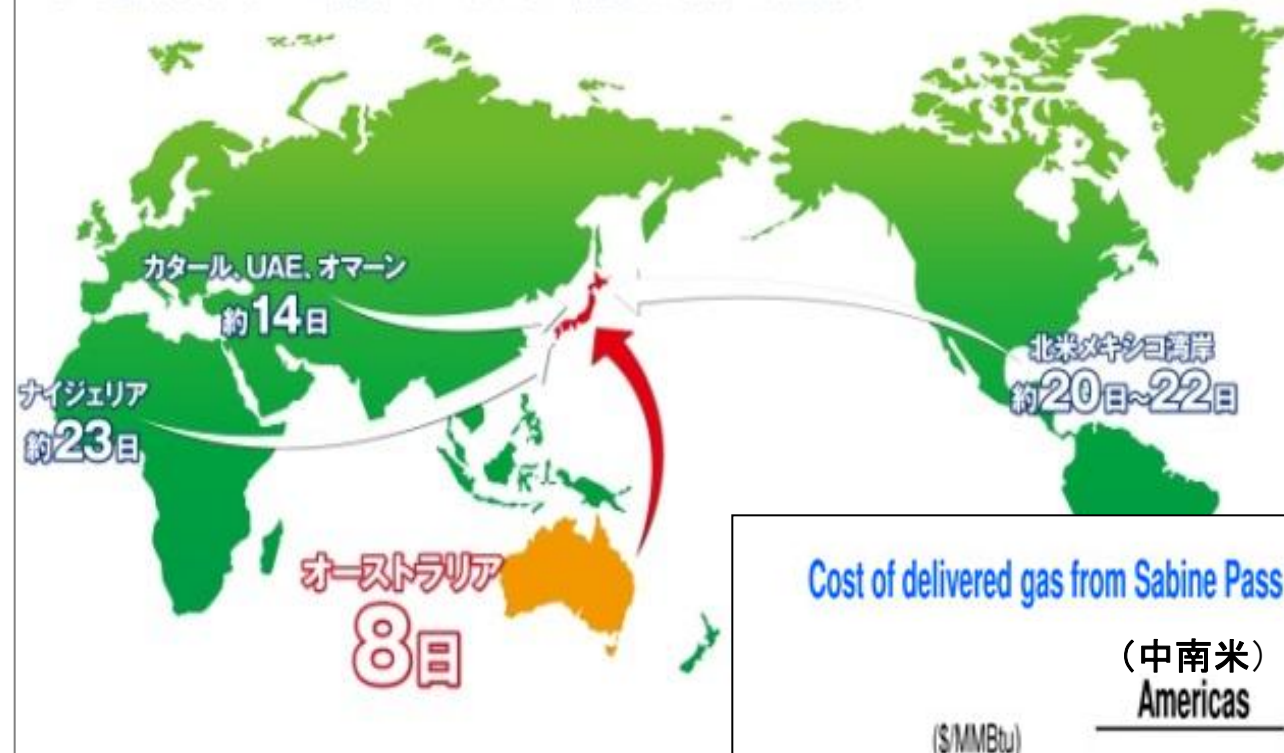 カタール、UAE、オマーン
約14日
ナイジェリア
約23日
北米メキシコ湾岸
約20日~22日
オーストラリア
8日
Cost of delivered gas from Sabine Pass
（中南米）
Americas
($/MMBtu)